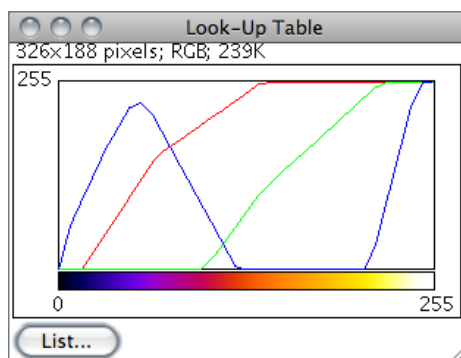 Look-Up Table
326x188 pixels; RGB; 239K
255
0 255
List...